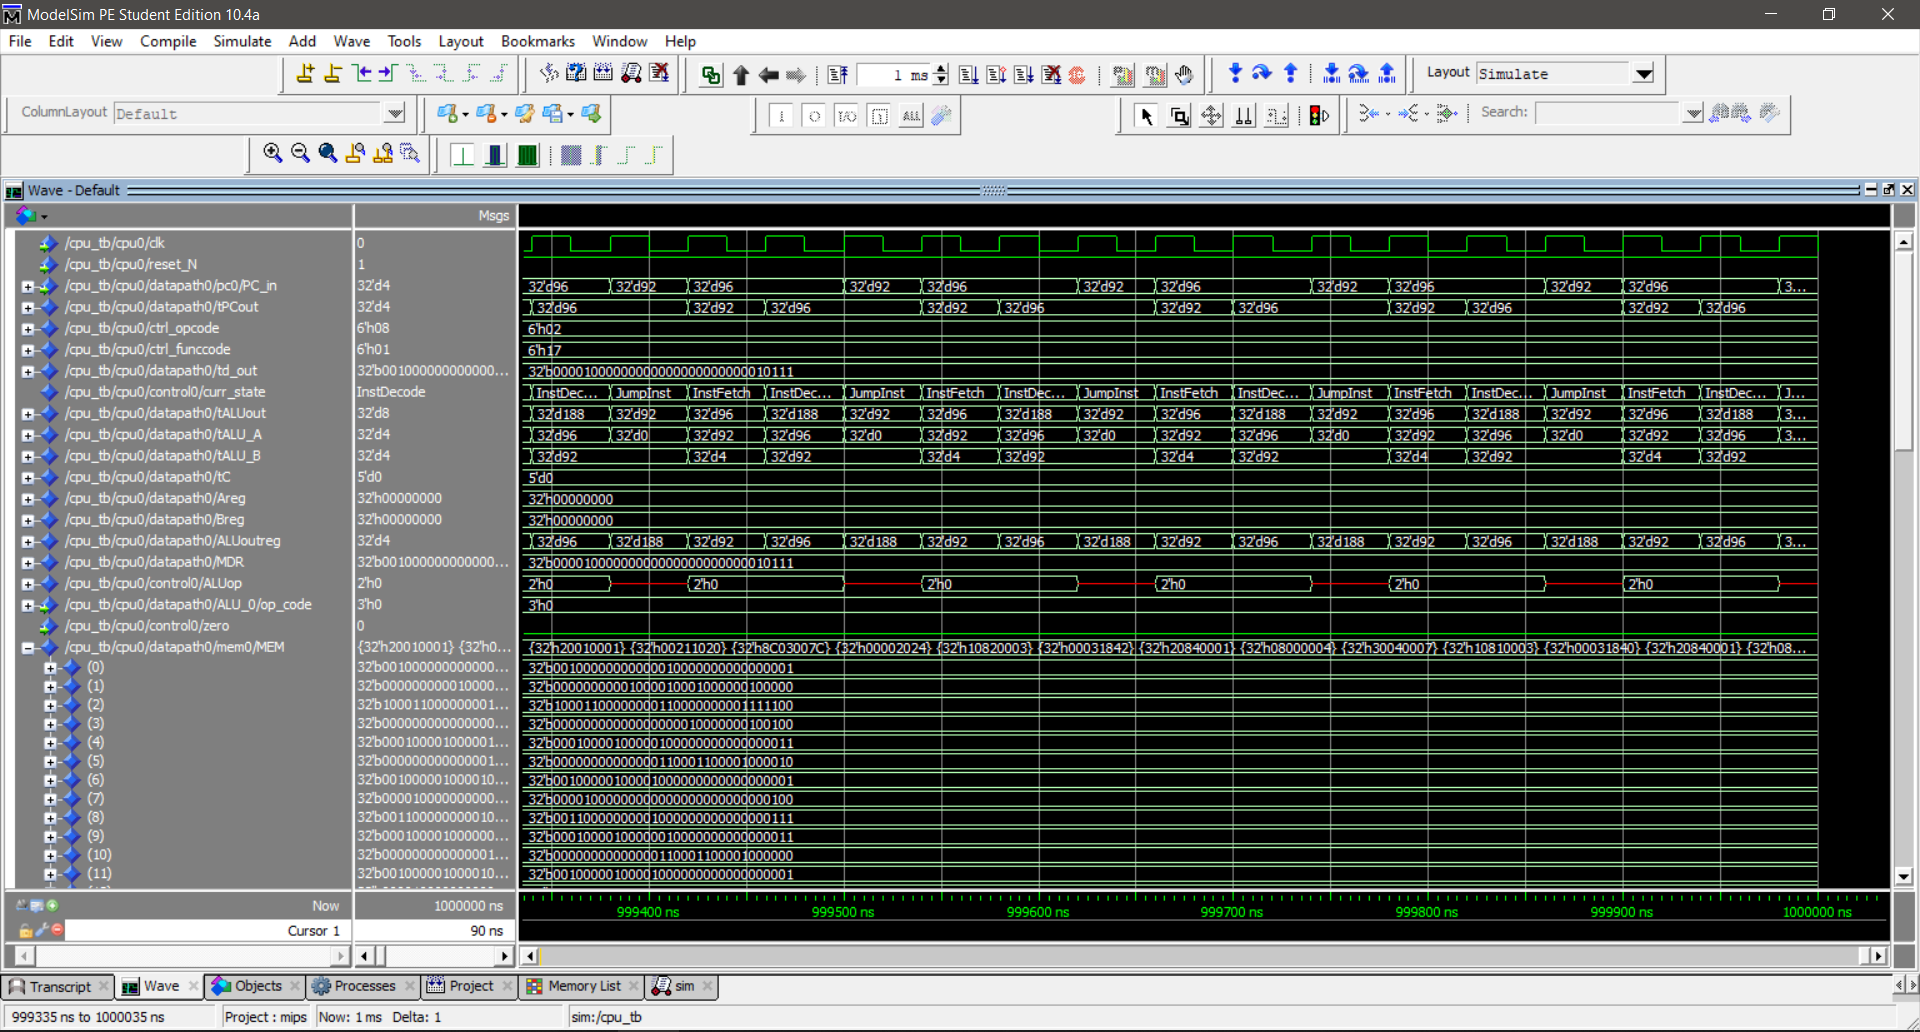 ModelSim PE Student Edition 10.4a
File Edit View Compile Simulate Add Wave Tools Layout Bookmarks Window Help
1 ms Layout Simulate
ColumnLayout Default ALL Search:
Wave - Default
Msgs
/cpu_tb/cpu0/clk 0
/cpu_tb/cpu0/reset_N 1
/cpu_tb/cpu0/datapath0/pc0/PC_in 32'd4 32'd96 32'd92 32'd96 32'd92 32'd96 32'd92 32'd96 32'd92 32'd96 32'd92 32'd96 3...
/cpu_tb/cpu0/datapath0/tPCout 32'd4 32'd96 32'd92 32'd96 32'd92 32'd96 32'd92 32'd96 32'd92 32'd96 32'd92 32'd96
/cpu_tb/cpu0/ctrl_opcode 6'h08 6'h02
/cpu_tb/cpu0/ctrl_funccode 6'h01 6'h17
/cpu_tb/cpu0/datapath0/td_out 32'b001000000000000... 32'b00001000000000000000000000010111
/cpu_tb/cpu0/control0/curr_state InstDecode InstDec... JumpInst InstFetch InstDec... JumpInst InstFetch InstDec... JumpInst InstFetch InstDec... JumpInst InstFetch InstDec... JumpInst InstFetch InstDec... J...
/cpu_tb/cpu0/datapath0/tALUout 32'd8 32'd188 32'd92 32'd96 32'd188 32'd92 32'd96 32'd188 32'd92 32'd96 32'd188 32'd92 32'd96 32'd188 32'd92 32'd96 32'd188 3...
/cpu_tb/cpu0/datapath0/tALU_A 32'd4 32'd96 32'd0 32'd92 32'd96 32'd0 32'd92 32'd96 32'd0 32'd92 32'd96 32'd0 32'd92 32'd96 32'd0 32'd92 32'd96 3...
/cpu_tb/cpu0/datapath0/tALU_B 32'd4 32'd92 32'd4 32'd92 32'd4 32'd92 32'd4 32'd92 32'd4 32'd92 32'd4 32'd92
/cpu_tb/cpu0/datapath0/tC 5'd0 5'd0
/cpu_tb/cpu0/datapath0/Areg 32'h00000000 32'h00000000
/cpu_tb/cpu0/datapath0/Breg 32'h00000000 32'h00000000
/cpu_tb/cpu0/datapath0/ALUoutreg 32'd4 32'd96 32'd188 32'd92 32'd96 32'd188 32'd92 32'd96 32'd188 32'd92 32'd96 32'd188 32'd92 32'd96 32'd188 32'd92 32'd96 3...
/cpu_tb/cpu0/datapath0/MDR 32'b001000000000000... 32'b00001000000000000000000000010111
/cpu_tb/cpu0/control0/ALUop 2'h0 2'h0 2'h0 2'h0 2'h0 2'h0 2'h0
/cpu_tb/cpu0/datapath0/ALU_0/op_code 3'h0 3'h0
/cpu_tb/cpu0/control0/zero 0
/cpu_tb/cpu0/datapath0/mem0/MEM {32'h20010001} {32'h0... {32'h20010001} {32'h00211020} {32'h8C03007C} {32'h00002024} {32'h10820003} {32'h00031842} {32'h20840001} {32'h08000004} {32'h30040007} {32'h10810003} {32'h00031840} {32'h20840001} {32'h08...
(0) 32'b001000000000000... 32'b00100000000000010000000000000001
(1) 32'b000000000010000... 32'b00000000001000010001000000100000
(2) 32'b100011000000001... 32'b10001100000000110000000001111100
(3) 32'b000000000000000... 32'b00000000000000000010000000100100
(4) 32'b000100001000001... 32'b00010000100000100000000000000011
(5) 32'b000000000000001... 32'b00000000000000110001100001000010
(6) 32'b001000001000010... 32'b00100000100001000000000000000001
(7) 32'b000010000000000... 32'b00001000000000000000000000000100
(8) 32'b001100000000010... 32'b00110000000001000000000000000111
(9) 32'b000100001000000... 32'b00010000100000010000000000000011
(10) 32'b000000000000001... 32'b00000000000000110001100001000000
(11) 32'b001000001000010... 32'b00100000100001000000000000000001
Now 1000000 ns 999400 ns 999500 ns 999600 ns 999700 ns 999800 ns 999900 ns 1000000 ns
Cursor 1 90 ns
Transcript Wave Objects Processes Project Memory List sim
999335 ns to 1000035 ns Project : mips Now: 1 ms Delta: 1 sim:/cpu_tb